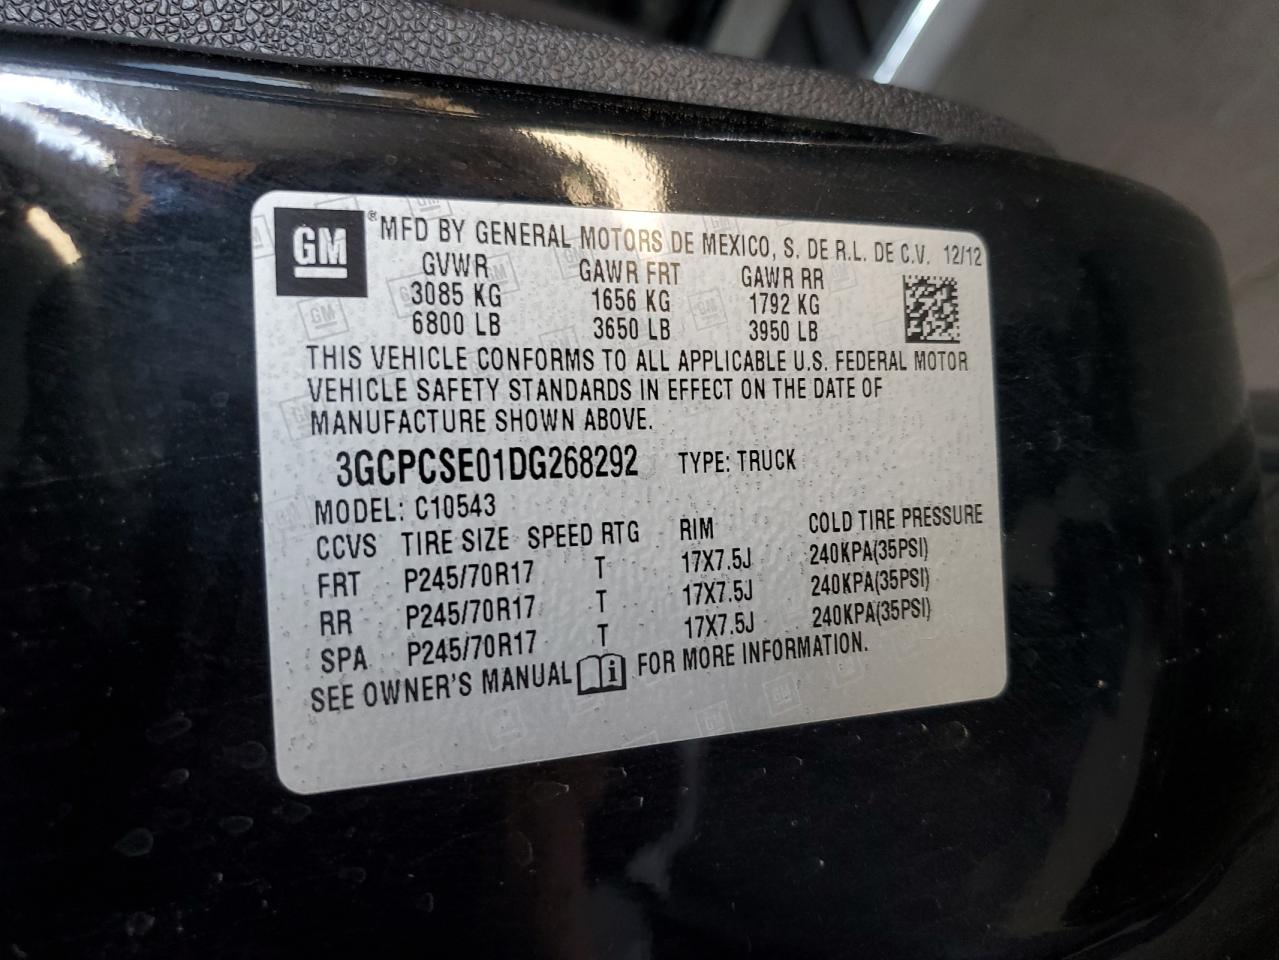 GM ® MFD BY GENERAL MOTORS DE MEXICO, S. DE R.L. DE C.V. 12/12
GVWR GAWR FRT GAWR RR
3085 KG 1656 KG 1792 KG
6800 LB 3650 LB 3950 LB
THIS VEHICLE CONFORMS TO ALL APPLICABLE U.S. FEDERAL MOTOR
VEHICLE SAFETY STANDARDS IN EFFECT ON THE DATE OF
MANUFACTURE SHOWN ABOVE.
3GCPCSE01DG268292 TYPE: TRUCK
MODEL: C10543
CCVS TIRE SIZE SPEED RTG RIM COLD TIRE PRESSURE
FRT P245/70R17 T 17X7.5J 240KPA(35PSI)
RR P245/70R17 T 17X7.5J 240KPA(35PSI)
SPA P245/70R17 T 17X7.5J 240KPA(35PSI)
SEE OWNER'S MANUAL FOR MORE INFORMATION.